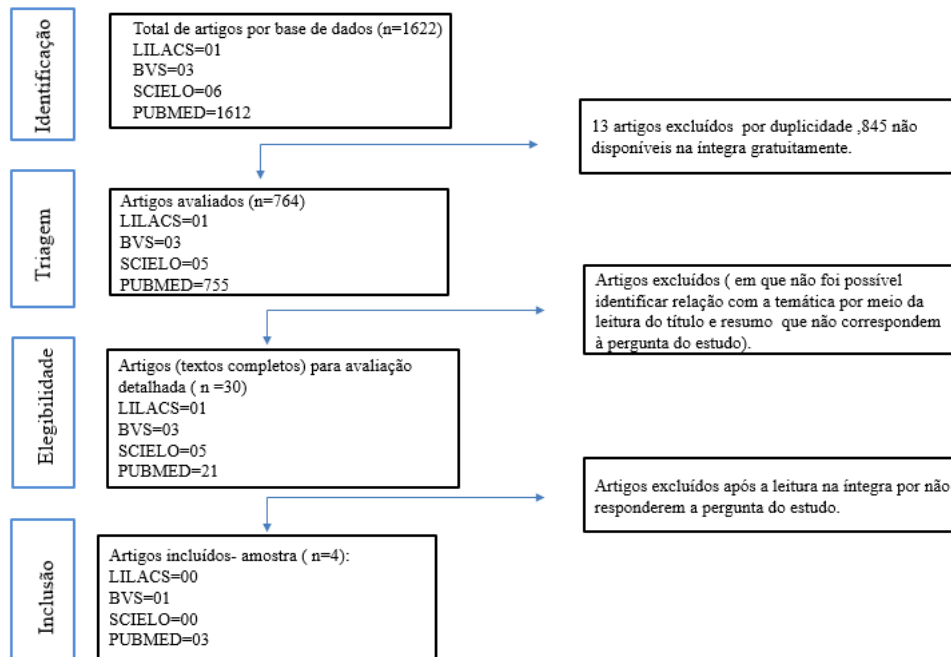 Identificação
Total de artigos por base de dados (n=1622)
LILACS=01
BVS=03
SCIELO=06
PUBMED=1612
13 artigos excluídos por duplicidade ,845 não
disponíveis na íntegra gratuitamente.
Triagem
Artigos avaliados (n=764)
LILACS=01
BVS=03
SCIELO=05
PUBMED=755
Artigos excluídos ( em que não foi possível
identificar relação com a temática por meio da
leitura do título e resumo que não correspondem
à pergunta do estudo).
Elegibilidade
Artigos (textos completos) para avaliação
detalhada ( n =30)
LILACS=01
BVS=03
SCIELO=05
PUBMED=21
Artigos excluídos após a leitura na íntegra por não
responderem a pergunta do estudo.
Inclusão
Artigos incluídos- amostra ( n=4):
LILACS=00
BVS=01
SCIELO=00
PUBMED=03